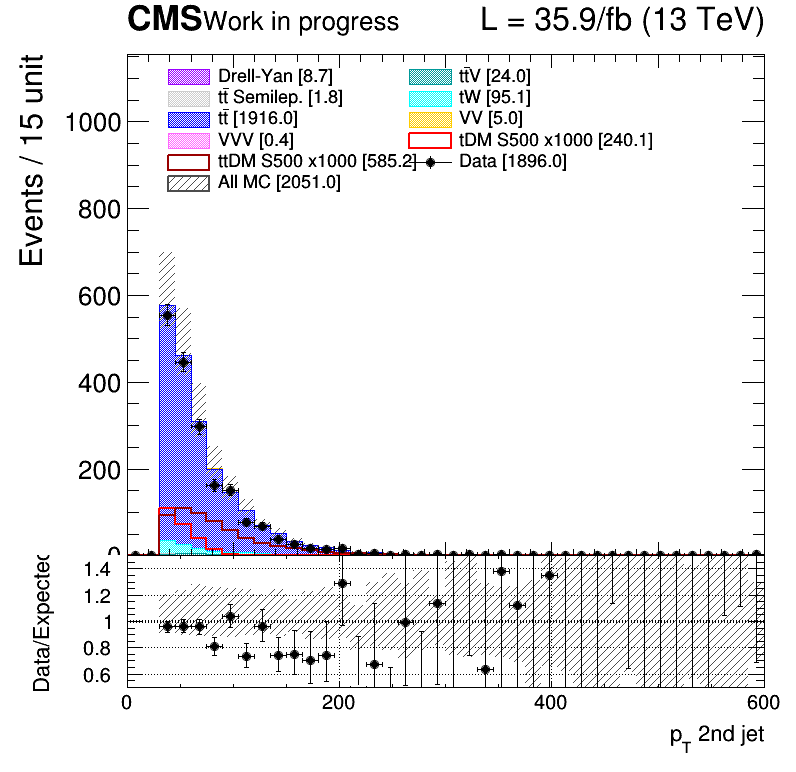 CMS Work in progress L = 35.9/fb (13 TeV)
Events / 15 unit
Drell-Yan [8.7] tt̄V [24.0]
tt̄ Semilep. [1.8] tW [95.1]
tt̄ [1916.0] VV [5.0]
VVV [0.4] tDM S500 x1000 [240.1]
ttDM S500 x1000 [585.2] Data [1896.0]
All MC [2051.0]
1000
800
600
400
200
0
Data/Expected
1.4
1.2
1
0.8
0.6
0 200 400 600
p_T 2nd jet